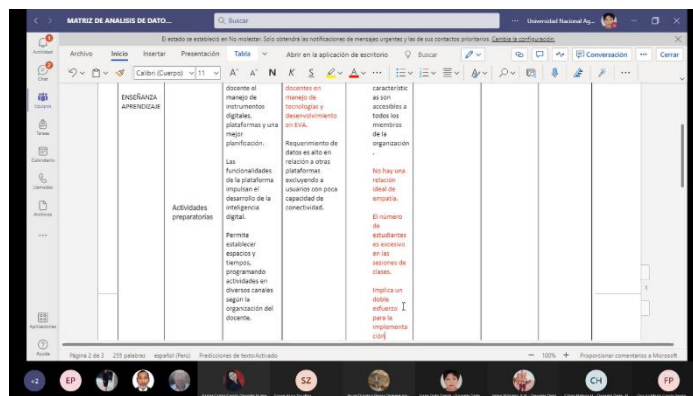 MATRIZ DE ANALISIS DE DATO...
Buscar
Universidad Nacional Ag...
El estado se estableció en No molestar. Solo obtendrá las notificaciones de mensajes urgentes y las de sus contactos prioritarios. Cambie la configuración.
Archivo Inicio Insertar Presentación Tabla Abrir en la aplicación de escritorio Buscar Conversación Cerrar
Calibri (Cuerpo) 11 A A N K S A
Actividad
Chat
Equipos
Tareas
Calendario
Llamadas
Archivos
Aplicaciones
Ayuda
ENSEÑANZA
APRENDIZAJE
Actividades
preparatorias
docente el
manejo de
instrumentos
digitales,
plataformas y una
mejor
planificación.
Las
funcionalidades
de la plataforma
impulsan el
desarrollo de la
inteligencia
digital.
Permite
establecer
espacios y
tiempos,
programando
actividades en
diversos canales
según la
organización del
docente.
docentes en
manejo de
tecnologías y
desenvolvimiento
en EVA.
Requerimiento de
datos es alto en
relación a otras
plataformas
excluyendo a
usuarios con poca
capacidad de
conectividad.
característic
as son
accesibles a
todos los
miembros
de la
organización
.
No hay una
relación
ideal de
empatía.
El número
de
estudiantes
es excesivo
en las
sesiones de
clases.
Implica un
doble
esfuerzo
para la
implementa
ción
1
Página 2 de 3 255 palabras español (Perú) Predicciones de texto: Activado 100% Proporcionar comentarios a Microsoft
+2 EP SZ CH FP